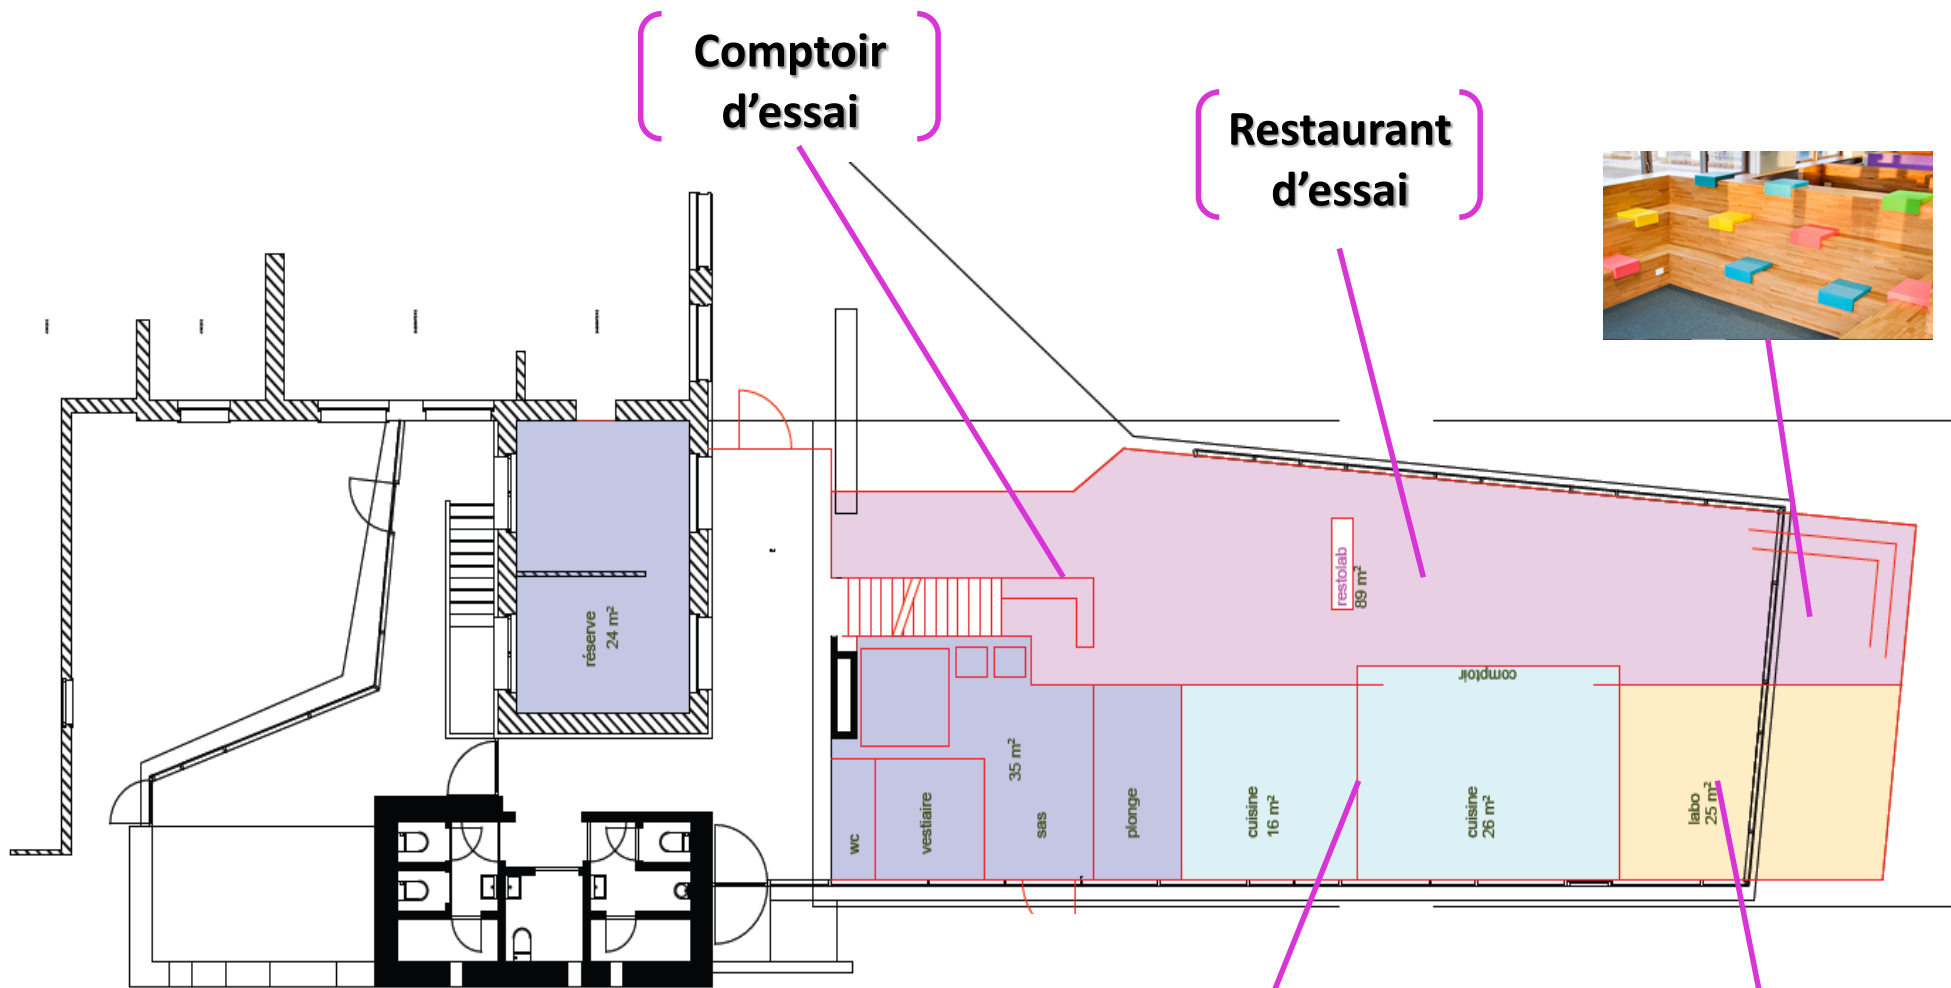 Comptoir
d’essai
Restaurant
d’essai
restolab
89 m²
réserve
24 m²
comptoir
35 m²
wc
vestiaire
sas
plonge
cuisine
16 m²
cuisine
26 m²
labo
25 m²